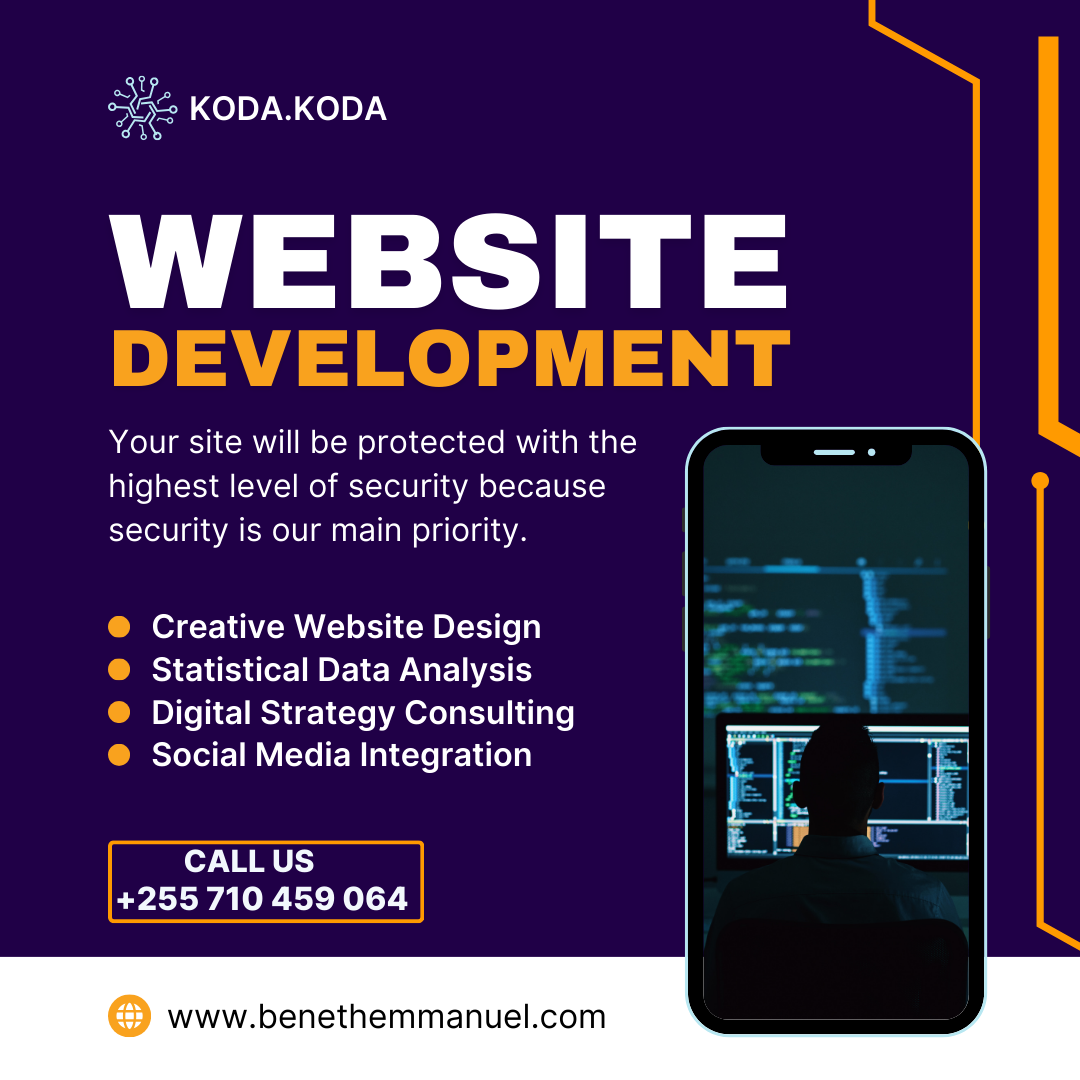 KODA.KODA
WEBSITE
DEVELOPMENT
Your site will be protected with the
highest level of security because
security is our main priority.
Creative Website Design
Statistical Data Analysis
Digital Strategy Consulting
Social Media Integration
CALL US
+255 710 459 064
www.benethemmanuel.com